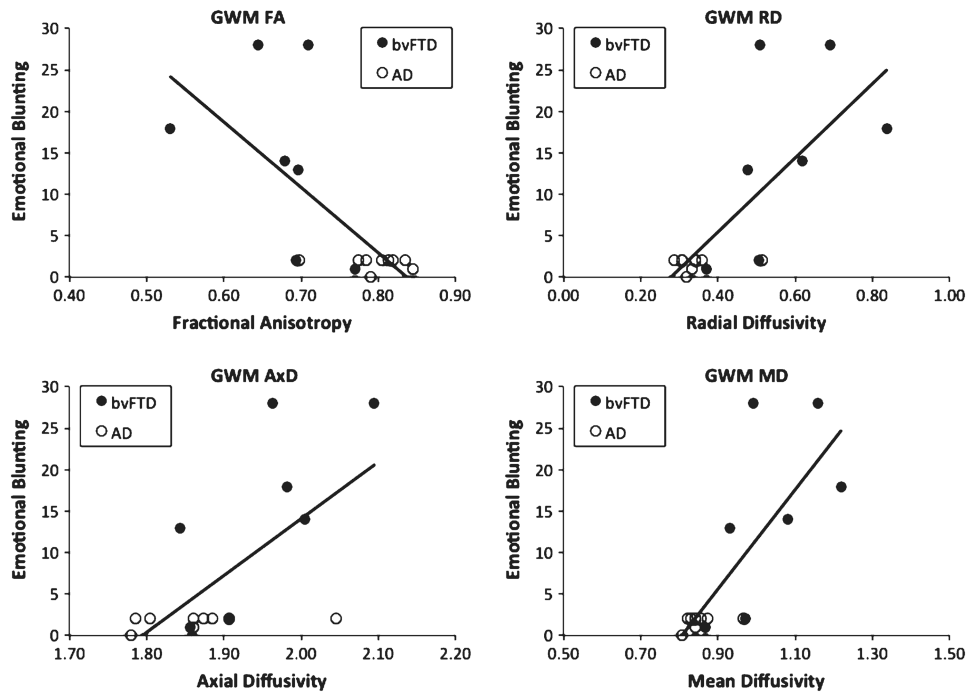 GWM FA
30
25
20
15
10
5
0
Emotional Blunting
bvFTD
AD
0.40 0.50 0.60 0.70 0.80 0.90
Fractional Anisotropy
GWM RD
30
25
20
15
10
5
0
Emotional Blunting
bvFTD
AD
0.00 0.20 0.40 0.60 0.80 1.00
Radial Diffusivity
GWM AxD
30
25
20
15
10
5
0
Emotional Blunting
bvFTD
AD
1.70 1.80 1.90 2.00 2.10 2.20
Axial Diffusivity
GWM MD
30
25
20
15
10
5
0
Emotional Blunting
bvFTD
AD
0.50 0.70 0.90 1.10 1.30 1.50
Mean Diffusivity